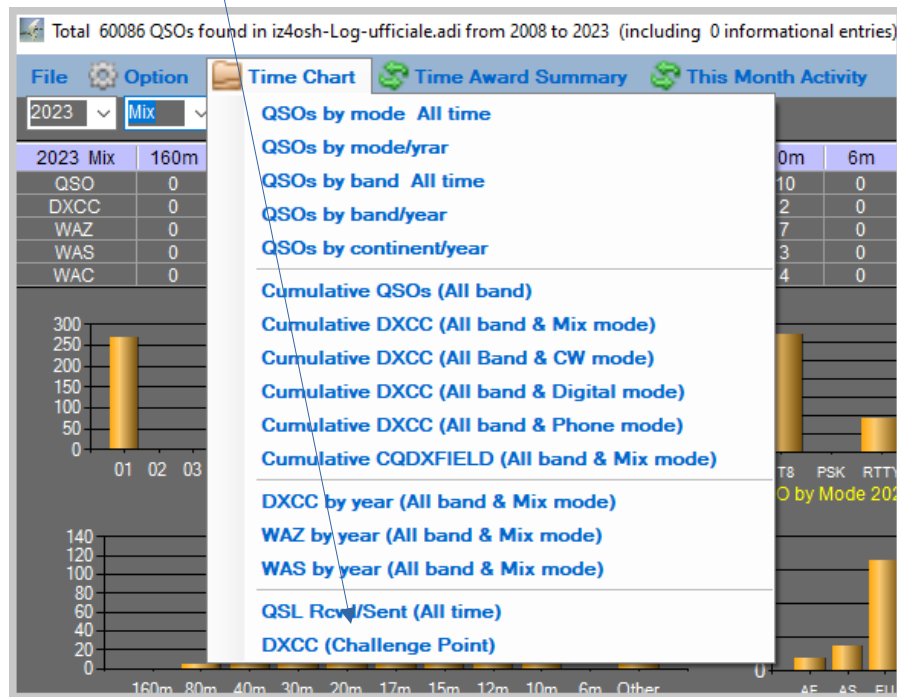 Total 60086 QSOs found in iz4osh-Log-ufficiale.adi from 2008 to 2023 (including 0 informational entries)
File Option Time Chart Time Award Summary This Month Activity
2023 Mix
2023 Mix 160m 0m 6m
QSO 0 10 0
DXCC 0 2 0
WAZ 0 7 0
WAS 0 3 0
WAC 0 4 0
QSOs by mode All time
QSOs by mode/yrar
QSOs by band All time
QSOs by band/year
QSOs by continent/year
Cumulative QSOs (All band)
Cumulative DXCC (All band & Mix mode)
Cumulative DXCC (All Band & CW mode)
Cumulative DXCC (All band & Digital mode)
Cumulative DXCC (All band & Phone mode)
Cumulative CQDXFIELD (All band & Mix mode)
DXCC by year (All band & Mix mode)
WAZ by year (All band & Mix mode)
WAS by year (All band & Mix mode)
QSL Rcvd/Sent (All time)
DXCC (Challenge Point)
300
250
200
150
100
50
0
01 02 03
T8 PSK RTTY
O by Mode 202
140
120
100
80
60
40
20
0
160m 80m 40m 30m 20m 17m 15m 12m 10m 6m Other
0
AF AS EU